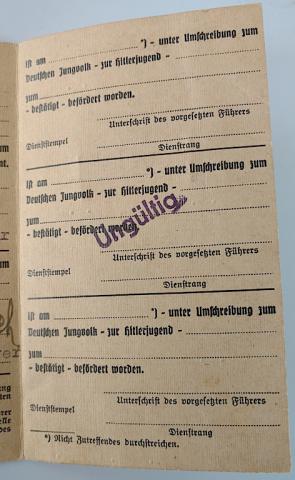 ist am *) - unter Umschreibung zum
Deutschen Jungvolk - zur Hitlerjugend -
zum
- bestätigt - befördert worden.
Unterschrift des vorgesetzten Führers
Dienststempel
Dienstrang
ist am *) - unter Umschreibung zum
Deutschen Jungvolk - zur Hitlerjugend -
zum
- bestätigt - befördert worden.
Ungültig
Unterschrift des vorgesetzten Führers
Dienststempel
Dienstrang
ist am *) - unter Umschreibung zum
Deutschen Jungvolk - zur Hitlerjugend -
zum
- bestätigt - befördert worden.
Unterschrift des vorgesetzten Führers
Dienststempel
Dienstrang
*) Nicht Zutreffendes durchstreichen.